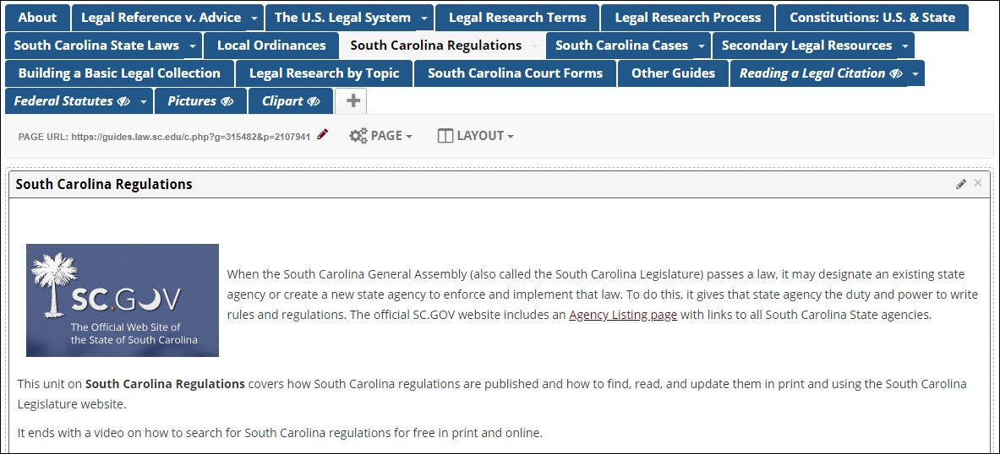 About Legal Reference v. Advice The U.S. Legal System Legal Research Terms Legal Research Process Constitutions: U.S. & State
South Carolina State Laws Local Ordinances South Carolina Regulations South Carolina Cases Secondary Legal Resources
Building a Basic Legal Collection Legal Research by Topic South Carolina Court Forms Other Guides Reading a Legal Citation
Federal Statutes Pictures Clipart
PAGE URL: https://guides.law.sc.edu/c.php?g=315482&p=2107941 PAGE LAYOUT
South Carolina Regulations
SC.GOV
The Official Web Site of
the State of South Carolina
When the South Carolina General Assembly (also called the South Carolina Legislature) passes a law, it may designate an existing state
agency or create a new state agency to enforce and implement that law. To do this, it gives that state agency the duty and power to write
rules and regulations. The official SC.GOV website includes an Agency Listing page with links to all South Carolina State agencies.
This unit on South Carolina Regulations covers how South Carolina regulations are published and how to find, read, and update them in print and using the South Carolina
Legislature website.
It ends with a video on how to search for South Carolina regulations for free in print and online.